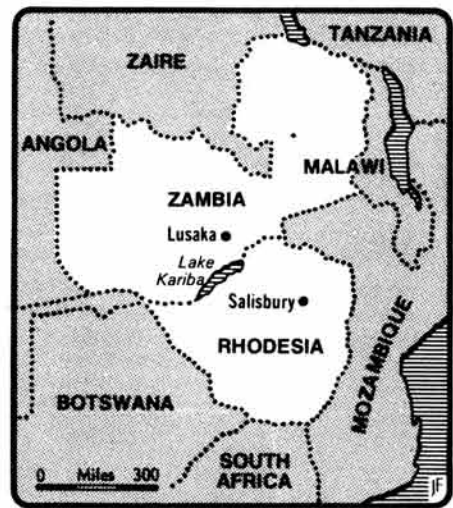 TANZANIA
ZAIRE
ANGOLA
MALAWI
ZAMBIA
Lusaka
Lake
Kariba
Salisbury
RHODESIA
MOZAMBIQUE
BOTSWANA
SOUTH
AFRICA
0 Miles 300
JF